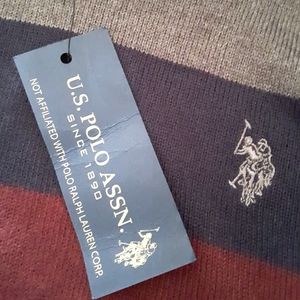 U.S. POLO ASSN.
SINCE 1890
NOT AFFILIATED WITH POLO RALPH LAUREN CORP.